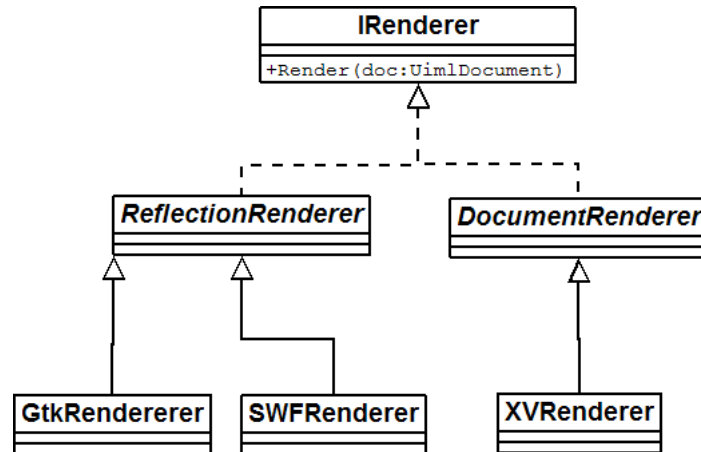 IRenderer
+Render(doc:UimlDocument)
ReflectionRenderer
DocumentRenderer
GtkRendererer
SWFRenderer
XVRenderer